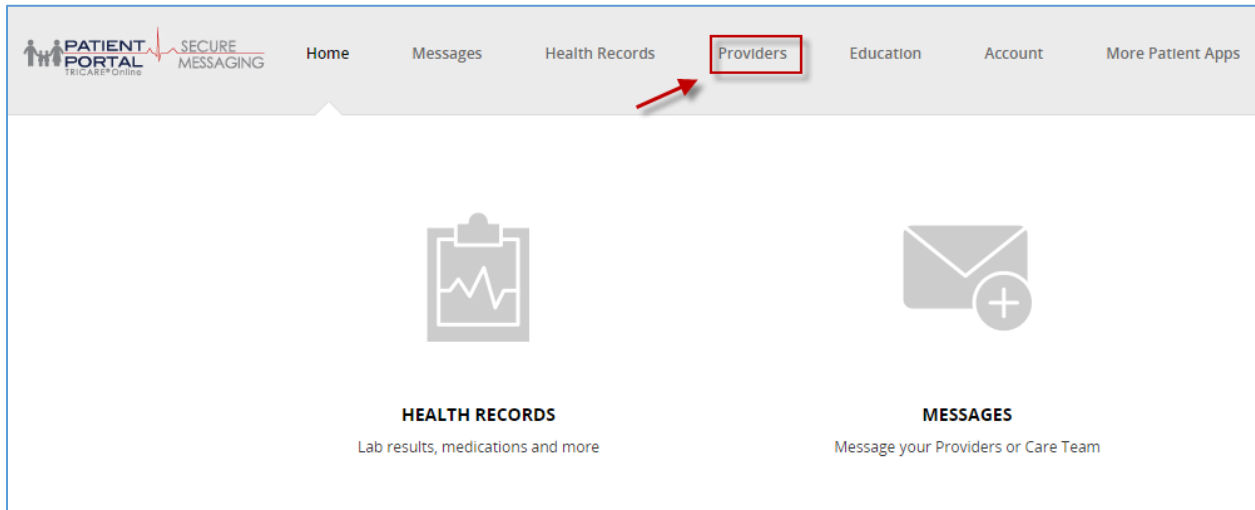 PATIENT PORTAL
TRICARE® Online
SECURE MESSAGING
Home Messages Health Records Providers Education Account More Patient Apps
HEALTH RECORDS
Lab results, medications and more
MESSAGES
Message your Providers or Care Team